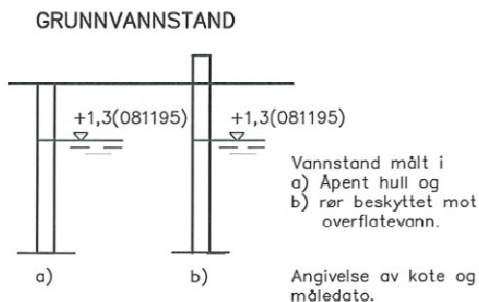 GRUNNVANNSTAND
+1,3(081195)
+1,3(081195)
Vannstand målt i
a) Åpent hull og
b) rør beskyttet mot
overflatevann.
a)
b)
Angivelse av kote og
måledato.